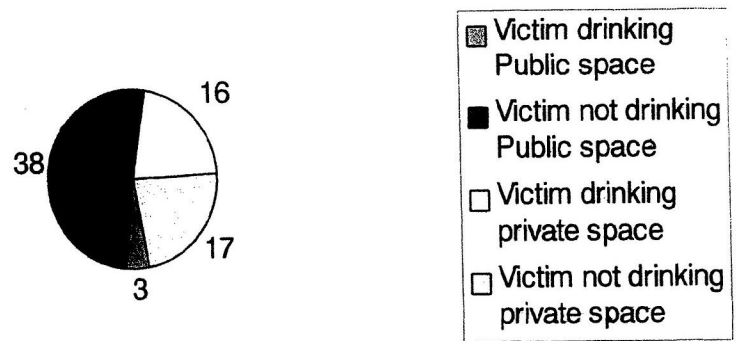 16
38
17
3
Victim drinking
Public space
Victim not drinking
Public space
Victim drinking
private space
Victim not drinking
private space